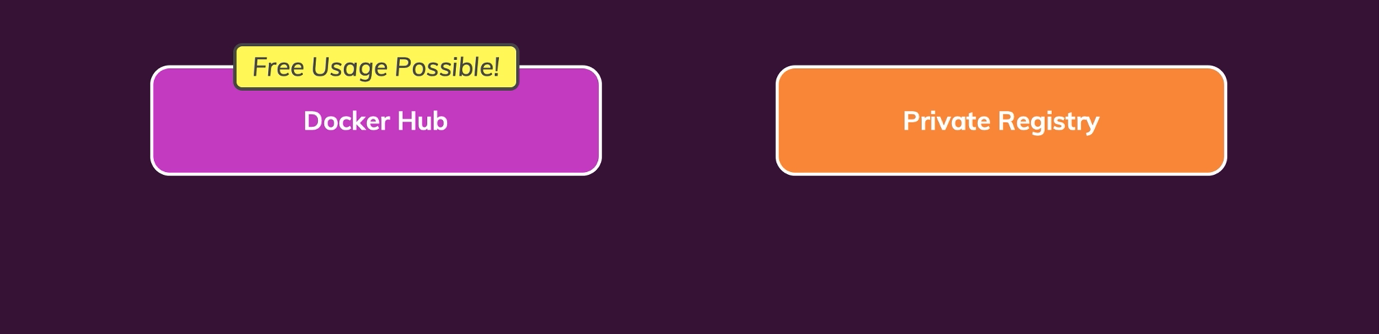 Free Usage Possible!
Docker Hub
Private Registry